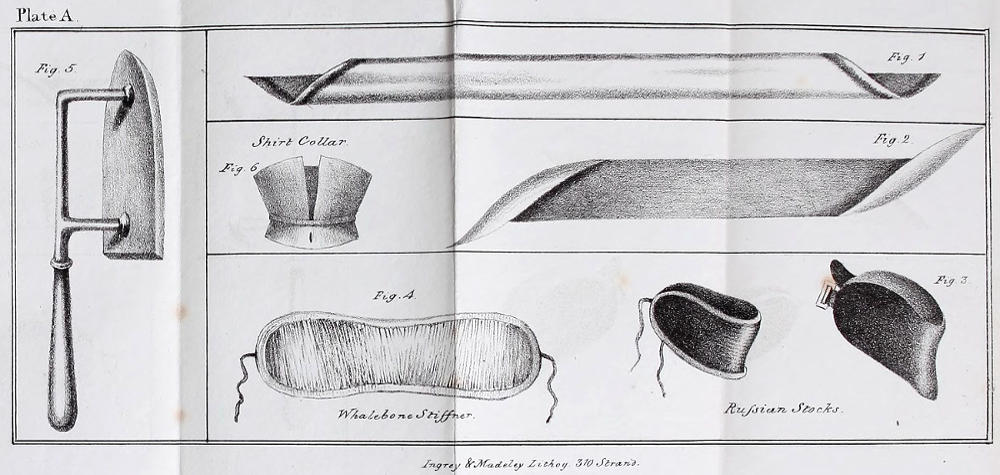 Plate A.
Fig. 5.
Fig. 1
Shirt Collar.
Fig. 6
Fig. 2.
Fig. 4.
Whalebone Stiffner.
Fig. 3.
Ruſsian Stocks.
Ingrey & Madeley Lithog. 310 Strand.